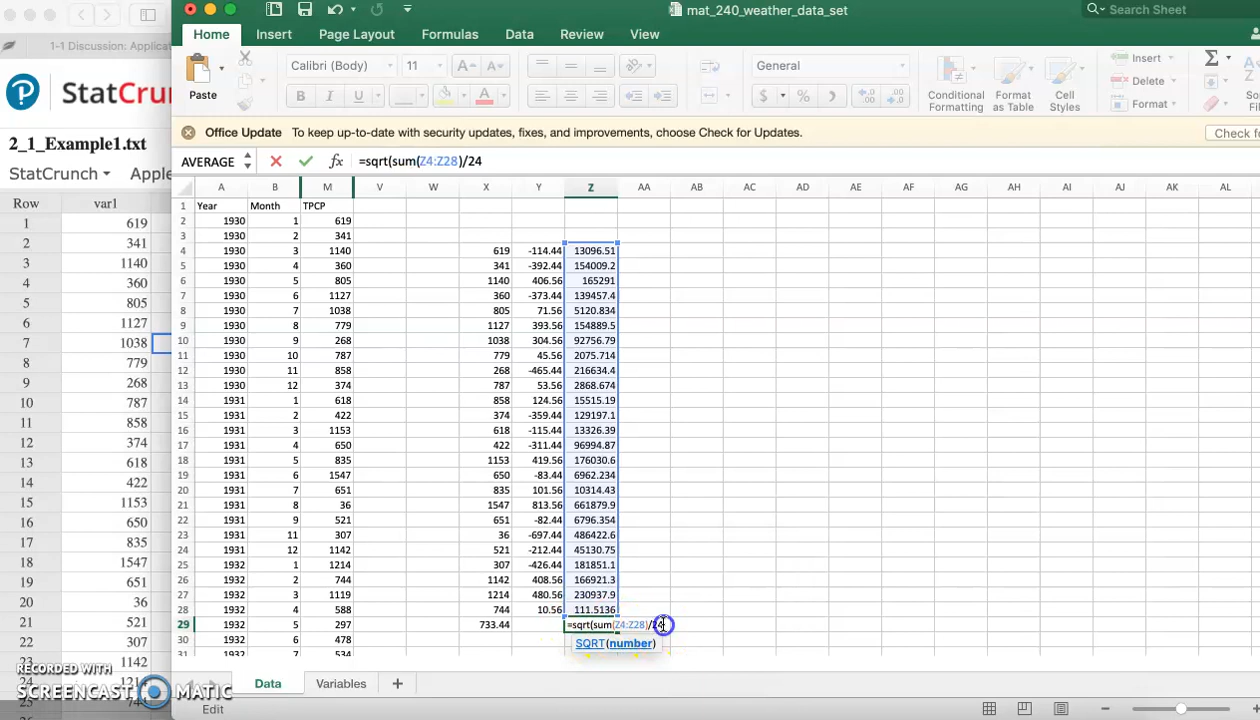 mat_240_weather_data_set
Search Sheet
1-1 Discussion: Applica
Home Insert Page Layout Formulas Data Review View
StatCrun
Paste
Calibri (Body) 11
General
Conditional Formatting
Format as Table
Cell Styles
Insert
Delete
Format
Office Update To keep up-to-date with security updates, fixes, and improvements, choose Check for Updates.
Check fo
2_1_Example1.txt
StatCrunch Apple
AVERAGE fx =sqrt(sum(Z4:Z28)/24
Row var1
1 619
2 341
3 1140
4 360
5 805
6 1127
7 1038
8 779
9 268
10 787
11 858
12 374
13 618
14 422
15 1153
16 650
17 835
18 1547
19 651
20 36
21 521
307
1142
1214
744
A B M V W X Y Z AA AB AC AD AE AF AG AH AI AJ AK AL
1 Year Month TPCP
2 1930 1 619
3 1930 2 341
4 1930 3 1140 619 -114.44 13096.51
5 1930 4 360 341 -392.44 154009.2
6 1930 5 805 1140 406.56 165291
7 1930 6 1127 360 -373.44 139457.4
8 1930 7 1038 805 71.56 5120.834
9 1930 8 779 1127 393.56 154889.5
10 1930 9 268 1038 304.56 92756.79
11 1930 10 787 779 45.56 2075.714
12 1930 11 858 268 -465.44 216634.4
13 1930 12 374 787 53.56 2868.674
14 1931 1 618 858 124.56 15515.19
15 1931 2 422 374 -359.44 129197.1
16 1931 3 1153 618 -115.44 13326.39
17 1931 4 650 422 -311.44 96994.87
18 1931 5 835 1153 419.56 176030.6
19 1931 6 1547 650 -83.44 6962.234
20 1931 7 651 835 101.56 10314.43
21 1931 8 36 1547 813.56 661879.9
22 1931 9 521 651 -82.44 6796.354
23 1931 11 307 36 -697.44 486422.6
24 1931 12 1142 521 -212.44 45130.75
25 1932 1 1214 307 -426.44 181851.1
26 1932 2 744 1142 408.56 166921.3
27 1932 3 1119 1214 480.56 230937.9
28 1932 4 588 744 10.56 111.5136
29 1932 5 297 733.44 =sqrt(sum(Z4:Z28)/24
30 1932 6 478
31 1932 7 534
SQRT(number)
RECORDED WITH
SCREENCAST MATIC
Data Variables +
Edit